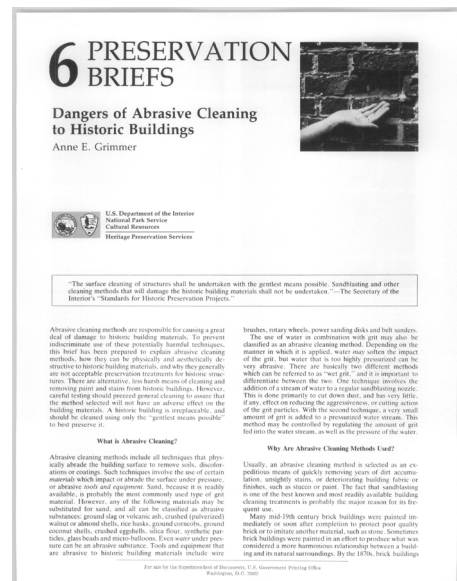 6 PRESERVATION
BRIEFS
Dangers of Abrasive Cleaning
to Historic Buildings
Anne E. Grimmer
U.S. Department of the Interior
National Park Service
Cultural Resources
Heritage Preservation Services
"The surface cleaning of structures shall be undertaken with the gentlest means possible. Sandblasting and other
cleaning methods that will damage the historic building materials shall not be undertaken."—The Secretary of the
Interior's "Standards for Historic Preservation Projects."
Abrasive cleaning methods are responsible for causing a great
deal of damage to historic building materials. To prevent
indiscriminate use of these potentially harmful techniques,
this brief has been prepared to explain abrasive cleaning
methods, how they can be physically and aesthetically de-
structive to historic building materials, and why they generally
are not acceptable preservation treatments for historic struc-
tures. There are alternative, less harsh means of cleaning and
removing paint and stains from historic buildings. However,
careful testing should preceed general cleaning to assure that
the method selected will not have an adverse effect on the
building materials. A historic building is irreplaceable, and
should be cleaned using only the "gentlest means possible"
to best preserve it.
What is Abrasive Cleaning?
Abrasive cleaning methods include all techniques that phys-
ically abrade the building surface to remove soils, discolor-
ations or coatings. Such techniques involve the use of certain
materials which impact or abrade the surface under pressure,
or abrasive tools and equipment. Sand, because it is readily
available, is probably the most commonly used type of grit
material. However, any of the following materials may be
substituted for sand, and all can be classified as abrasive
substances: ground slag or volcanic ash, crushed (pulverized)
walnut or almond shells, rice husks, ground corncobs, ground
coconut shells, crushed eggshells, silica flour, synthetic par-
ticles, glass beads and micro-balloons. Even water under pres-
sure can be an abrasive substance. Tools and equipment that
are abrasive to historic building materials include wire
brushes, rotary wheels, power sanding disks and belt sanders.
The use of water in combination with grit may also be
classified as an abrasive cleaning method. Depending on the
manner in which it is applied, water may soften the impact
of the grit, but water that is too highly pressurized can be
very abrasive. There are basically two different methods
which can be referred to as "wet grit," and it is important to
differentiate between the two. One technique involves the
addition of a stream of water to a regular sandblasting nozzle.
This is done primarily to cut down dust, and has very little,
if any, effect on reducing the aggressiveness, or cutting action
of the grit particles. With the second technique, a very small
amount of grit is added to a pressurized water stream. This
method may be controlled by regulating the amount of grit
fed into the water stream, as well as the pressure of the water.
Why Are Abrasive Cleaning Methods Used?
Usually, an abrasive cleaning method is selected as an ex-
peditious means of quickly removing years of dirt accumu-
lation, unsightly stains, or deteriorating building fabric or
finishes, such as stucco or paint. The fact that sandblasting
is one of the best known and most readily available building
cleaning treatments is probably the major reason for its fre-
quent use.
Many mid-19th century brick buildings were painted im-
mediately or soon after completion to protect poor quality
brick or to imitate another material, such as stone. Sometimes
brick buildings were painted in an effort to produce what was
considered a more harmonious relationship between a build-
ing and its natural surroundings. By the 1870s, brick buildings
For sale by the Superintendent of Documents, U.S. Government Printing Office
Washington, D.C. 20402